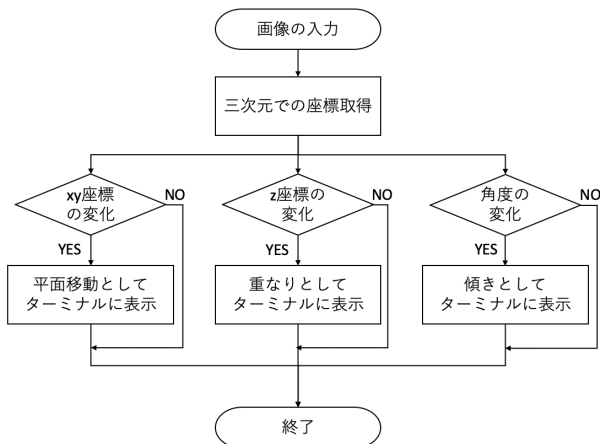 画像の入力
三次元での座標取得
xy座標
の変化
NO
YES
平面移動として
ターミナルに表示
z座標の
変化
NO
YES
重なりとして
ターミナルに表示
角度の
変化
NO
YES
傾きとして
ターミナルに表示
終了